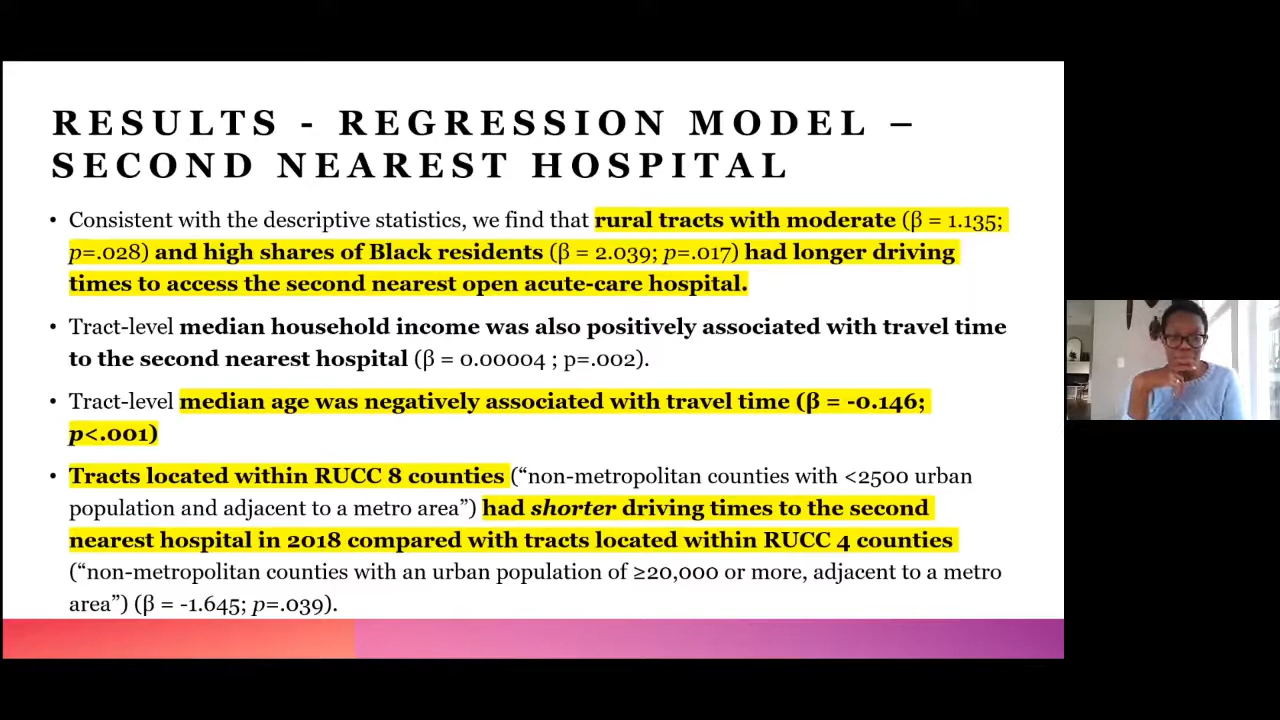 RESULTS - REGRESSION MODEL –
SECOND NEAREST HOSPITAL
• Consistent with the descriptive statistics, we find that rural tracts with moderate (β = 1.135;
p=.028) and high shares of Black residents (β = 2.039; p=.017) had longer driving
times to access the second nearest open acute-care hospital.
• Tract-level median household income was also positively associated with travel time
to the second nearest hospital (β = 0.00004 ; p=.002).
• Tract-level median age was negatively associated with travel time (β = -0.146;
p<.001)
• Tracts located within RUCC 8 counties (“non-metropolitan counties with <2500 urban
population and adjacent to a metro area”) had shorter driving times to the second
nearest hospital in 2018 compared with tracts located within RUCC 4 counties
(“non-metropolitan counties with an urban population of ≥20,000 or more, adjacent to a metro
area”) (β = -1.645; p=.039).